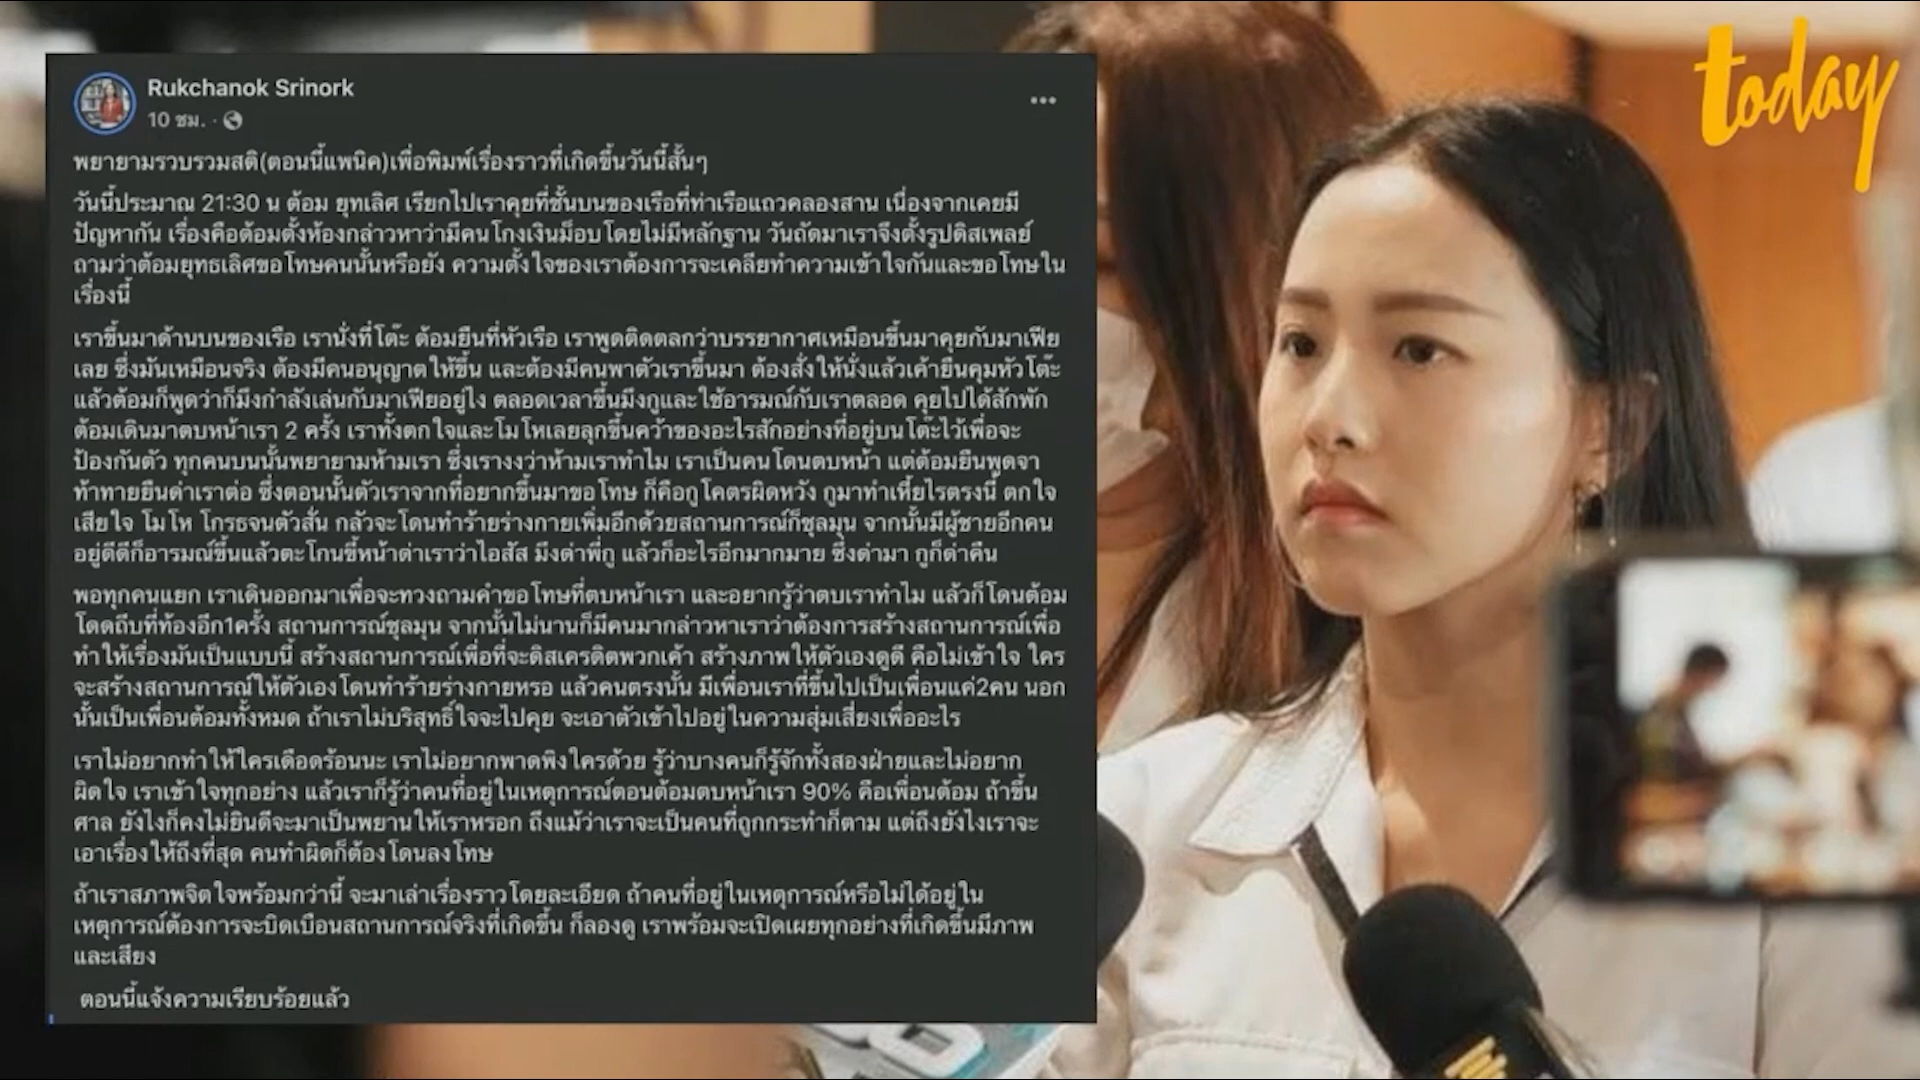 today
Rukchanok Srinork
10 ชม. ·
พยายามรวบรวมสติ(ตอนนี้แพนิค)เพื่อพิมพ์เรื่องราวที่เกิดขึ้นวันนี้สั้นๆ
วันนี้ประมาณ 21:30 น ต้อม ยุทเลิศ เรียกไปเราคุยที่ชั้นบนของเรือที่ท่าเรือแถวคลองสาน เนื่องจากเคยมี
ปัญหากัน เรื่องคือต้อมตั้งห้องกล่าวหาว่ามีคนโกงเงินม็อบโดยไม่มีหลักฐาน วันถัดมาเราจึงตั้งรูปดิสเพลย์
ถามว่าต้อมยุทธเลิศขอโทษคนนั้นหรือยัง ความตั้งใจของเราต้องการจะเคลียทำความเข้าใจกันและขอโทษใน
เรื่องนี้
เราขึ้นมาด้านบนของเรือ เรานั่งที่โต๊ะ ต้อมยืนที่หัวเรือ เราพูดติดตลกว่าบรรยากาศเหมือนขึ้นมาคุยกับมาเฟีย
เลย ซึ่งมันเหมือนจริง ต้องมีคนอนุญาตให้ขึ้น และต้องมีคนพาตัวเราขึ้นมา ต้องสั่งให้นั่งแล้วเค้ายืนคุมหัวโต๊ะ
แล้วต้อมก็พูดว่าก็มึงกำลังเล่นกับมาเฟียอยู่ไง ตลอดเวลาขึ้นมึงกูและใช้อารมณ์กับเราตลอด คุยไปได้สักพัก
ต้อมเดินมาตบหน้าเรา 2 ครั้ง เราทั้งตกใจและโมโหเลยลุกขึ้นคว้าของอะไรสักอย่างที่อยู่บนโต๊ะไว้เพื่อจะ
ป้องกันตัว ทุกคนบนนั้นพยายามห้ามเรา ซึ่งเรางงว่าห้ามเราทำไม เราเป็นคนโดนตบหน้า แต่ต้อมยืนพูดจา
ท้าทายยืนด่าเราต่อ ซึ่งตอนนั้นตัวเราจากที่อยากขึ้นมาขอโทษ ก็คือกูโคตรผิดหวัง กูมาทำเหี้ยไรตรงนี้ ตกใจ
เสียใจ โมโห โกรธจนตัวสั่น กลัวจะโดนทำร้ายร่างกายเพิ่มอีกด้วยสถานการณ์ก็ชุลมุน จากนั้นมีผู้ชายอีกคน
อยู่ดีดีก็อารมณ์ขึ้นแล้วตะโกนขี้หน้าด่าเราว่าไอสัส มึงด่าพี่กู แล้วก็อะไรอีกมากมาย ซึ่งด่ามา กูก็ด่าคืน
พอทุกคนแยก เราเดินออกมาเพื่อจะทวงถามคำขอโทษที่ตบหน้าเรา และอยากรู้ว่าตบเราทำไม แล้วก็โดนต้อม
โดดถีบที่ท้องอีก1ครั้ง สถานการณ์ชุลมุน จากนั้นไม่นานก็มีคนมากล่าวหาเราว่าต้องการสร้างสถานการณ์เพื่อ
ทำให้เรื่องมันเป็นแบบนี้ สร้างสถานการณ์เพื่อที่จะดิสเครดิตพวกเค้า สร้างภาพให้ตัวเองดูดี คือไม่เข้าใจ ใคร
จะสร้างสถานการณ์ให้ตัวเองโดนทำร้ายร่างกายหรอ แล้วคนตรงนั้น มีเพื่อนเราที่ขึ้นไปเป็นเพื่อนแค่2คน นอก
นั้นเป็นเพื่อนต้อมทั้งหมด ถ้าเราไม่บริสุทธิ์ใจจะไปคุย จะเอาตัวเข้าไปอยู่ในความสุ่มเสี่ยงเพื่ออะไร
เราไม่อยากทำให้ใครเดือดร้อนนะ เราไม่อยากพาดพิงใครด้วย รู้ว่าบางคนก็รู้จักทั้งสองฝ่ายและไม่อยาก
ผิดใจ เราเข้าใจทุกอย่าง แล้วเราก็รู้ว่าคนที่อยู่ในเหตุการณ์ตอนต้อมตบหน้าเรา 90% คือเพื่อนต้อม ถ้าขึ้น
ศาล ยังไงก็คงไม่ยินดีจะมาเป็นพยานให้เราหรอก ถึงแม้ว่าเราจะเป็นคนที่ถูกกระทำก็ตาม แต่ถึงยังไงเราจะ
เอาเรื่องให้ถึงที่สุด คนทำผิดก็ต้องโดนลงโทษ
ถ้าเราสภาพจิตใจพร้อมกว่านี้ จะมาเล่าเรื่องราวโดยละเอียด ถ้าคนที่อยู่ในเหตุการณ์หรือไม่ได้อยู่ใน
เหตุการณ์ต้องการจะบิดเบือนสถานการณ์จริงที่เกิดขึ้น ก็ลองดู เราพร้อมจะเปิดเผยทุกอย่างที่เกิดขึ้นมีภาพ
และเสียง
ตอนนี้แจ้งความเรียบร้อยแล้ว